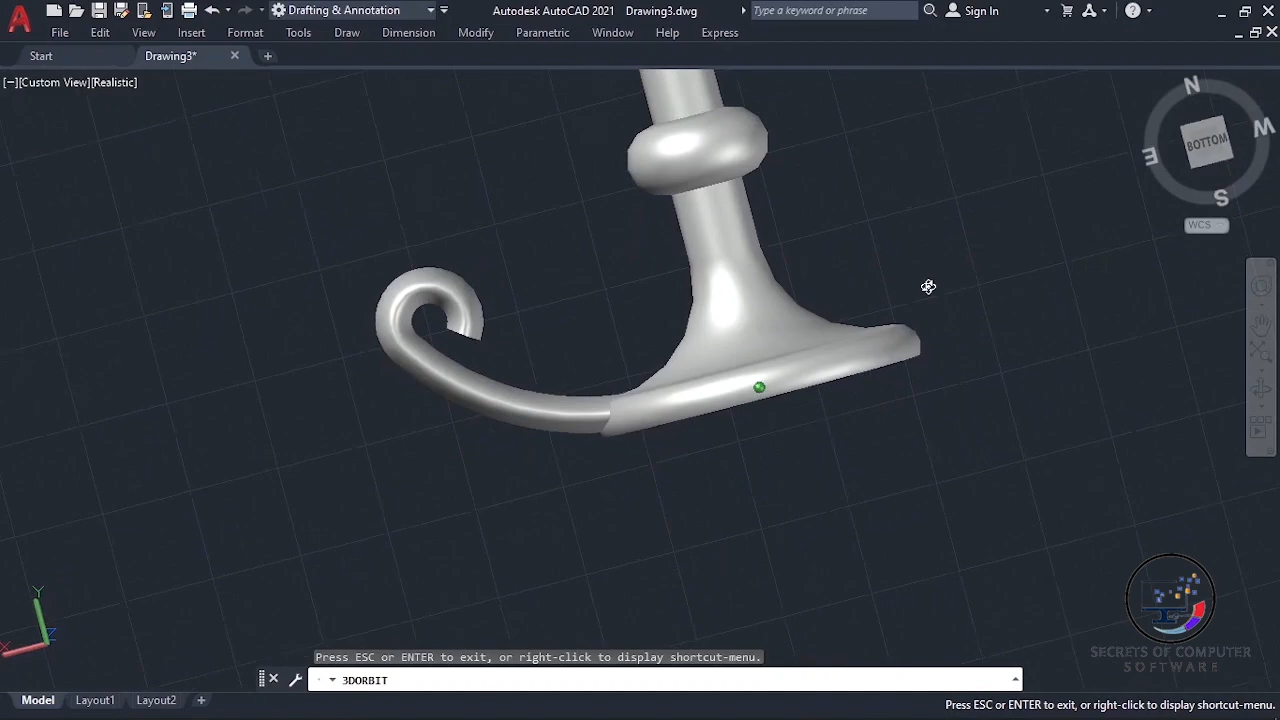 Drafting & Annotation
Autodesk AutoCAD 2021 Drawing3.dwg
Type a keyword or phrase
Sign In
File Edit View Insert Format Tools Draw Dimension Modify Parametric Window Help Express
Start
Drawing3*
[−][Custom View][Realistic]
N
W
BOTTOM
E
S
WCS
Y
Z
X
SECRETS OF COMPUTER
SOFTWARE
Press ESC or ENTER to exit, or right-click to display shortcut-menu.
3DORBIT
Model Layout1 Layout2
Press ESC or ENTER to exit, or right-click to display shortcut-menu.